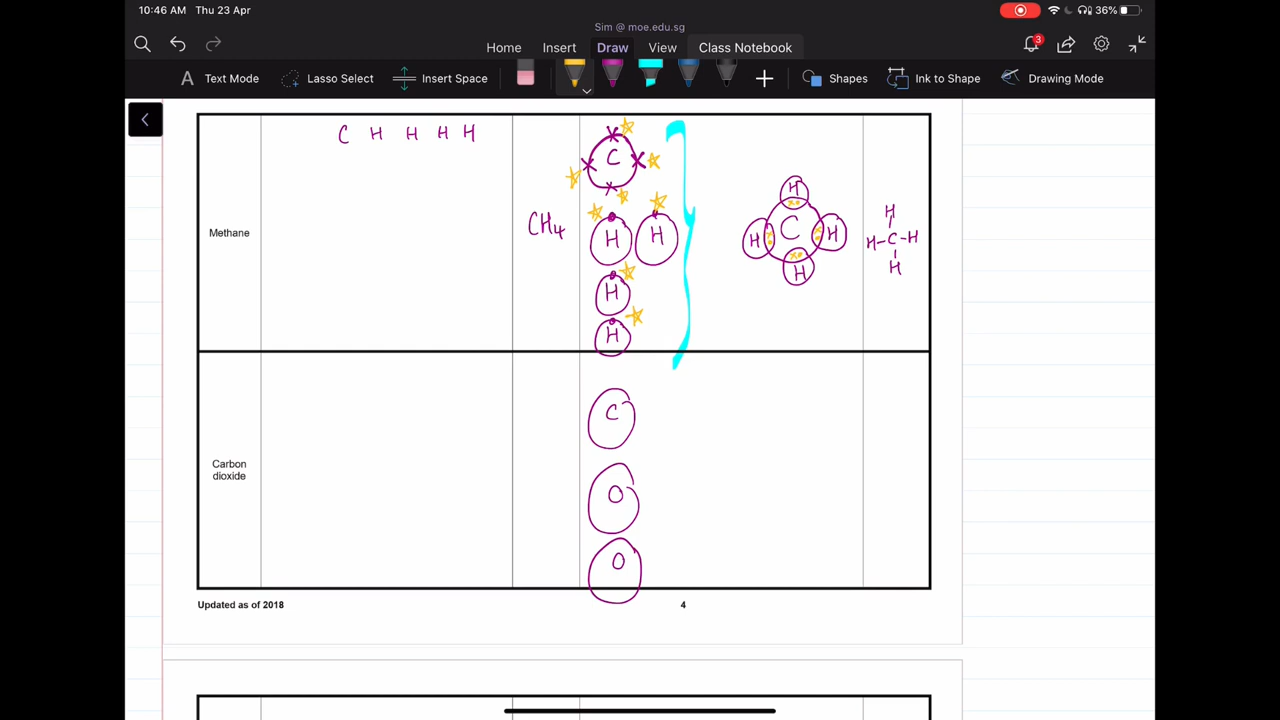 10:46 AM Thu 23 Apr
36%
Sim @ moe.edu.sg
Home Insert Draw View Class Notebook
3
Text Mode Lasso Select Insert Space Shapes Ink to Shape Drawing Mode
C H H H H
C
H
H
C
H H
H
CH4
H H
H
H
Methane
H
H-C-H
H
C
O
O
Carbon
dioxide
Updated as of 2018
4